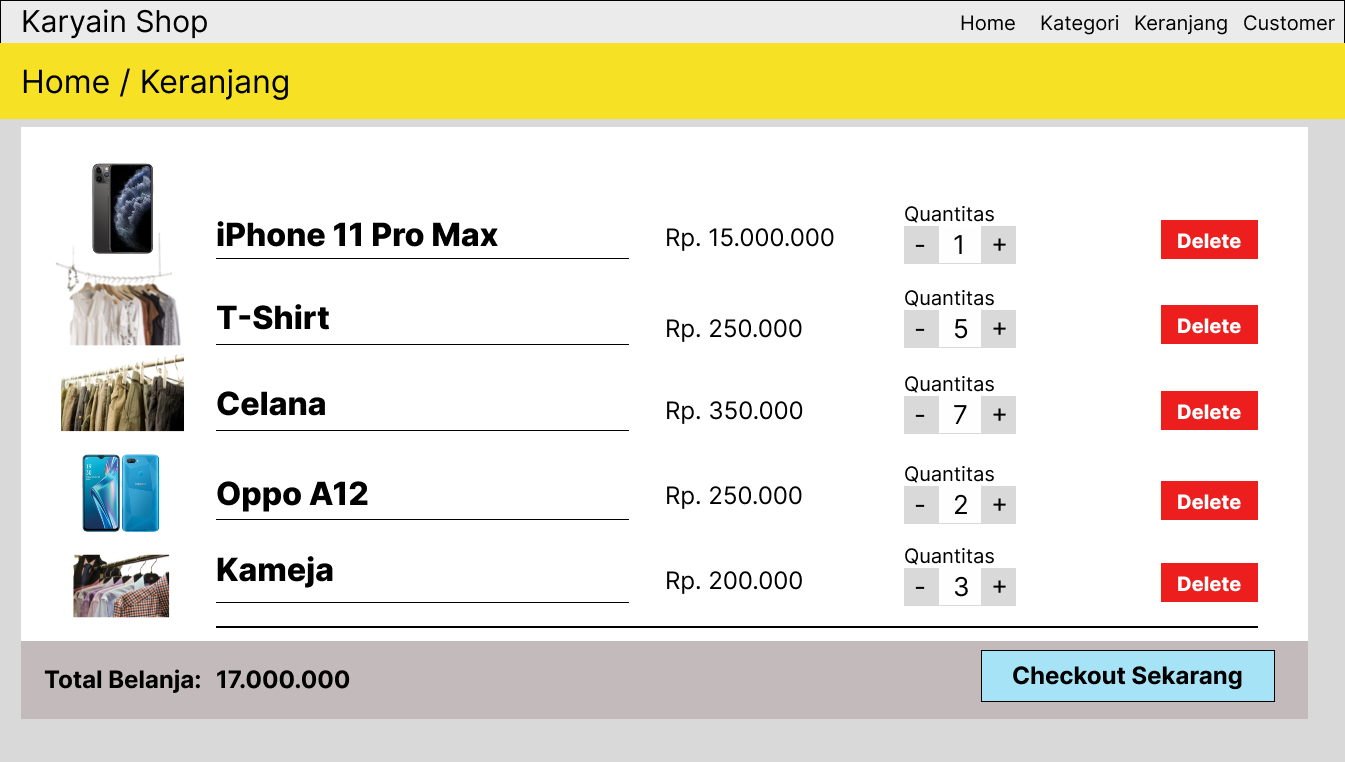 Karyain Shop
Home Kategori Keranjang Customer
Home / Keranjang
iPhone 11 Pro Max
Rp. 15.000.000
Quantitas
- 1 +
Delete
T-Shirt
Rp. 250.000
Quantitas
- 5 +
Delete
Celana
Rp. 350.000
Quantitas
- 7 +
Delete
Oppo A12
Rp. 250.000
Quantitas
- 2 +
Delete
Kameja
Rp. 200.000
Quantitas
- 3 +
Delete
Total Belanja: 17.000.000
Checkout Sekarang